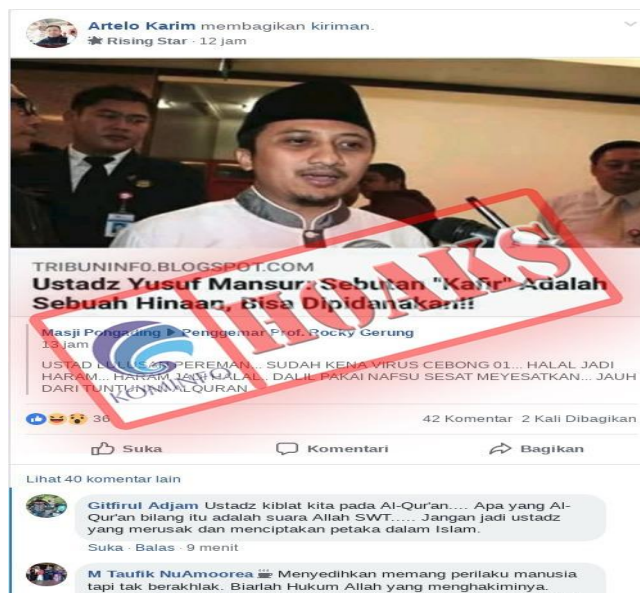 Artelo Karim membagikan kiriman.
Rising Star · 12 jam
TRIBUNINF0.BLOGSPOT.COM
Ustadz Yusuf Mansur: Sebutan "Kafir" Adalah
Sebuah Hinaan, Bisa Dipidanakan!!
HOAKS
KOMINFO
Masji Pongading ▶ Penggemar Prof. Rocky Gerung
13 jam
USTAD LULUSAN PEREMAN... SUDAH KENA VIRUS CEBONG 01... HALAL JADI
HARAM... HARAM JADI HALAL.. DALIL PAKAI NAFSU SESAT MEYESATKAN... JAUH
DARI TUNTUNAN ALQURAN
36
42 Komentar 2 Kali Dibagikan
Suka
Komentari
Bagikan
Lihat 40 komentar lain
Gitfirul Adjam Ustadz kiblat kita pada Al-Qur'an.... Apa yang Al-
Qur'an bilang itu adalah suara Allah SWT..... Jangan jadi ustadz
yang merusak dan menciptakan petaka dalam Islam.
Suka · Balas · 9 menit
M Taufik NuAmoorea Menyedihkan memang perilaku manusia
tapi tak berakhlak. Biarlah Hukum Allah yang menghakiminya.